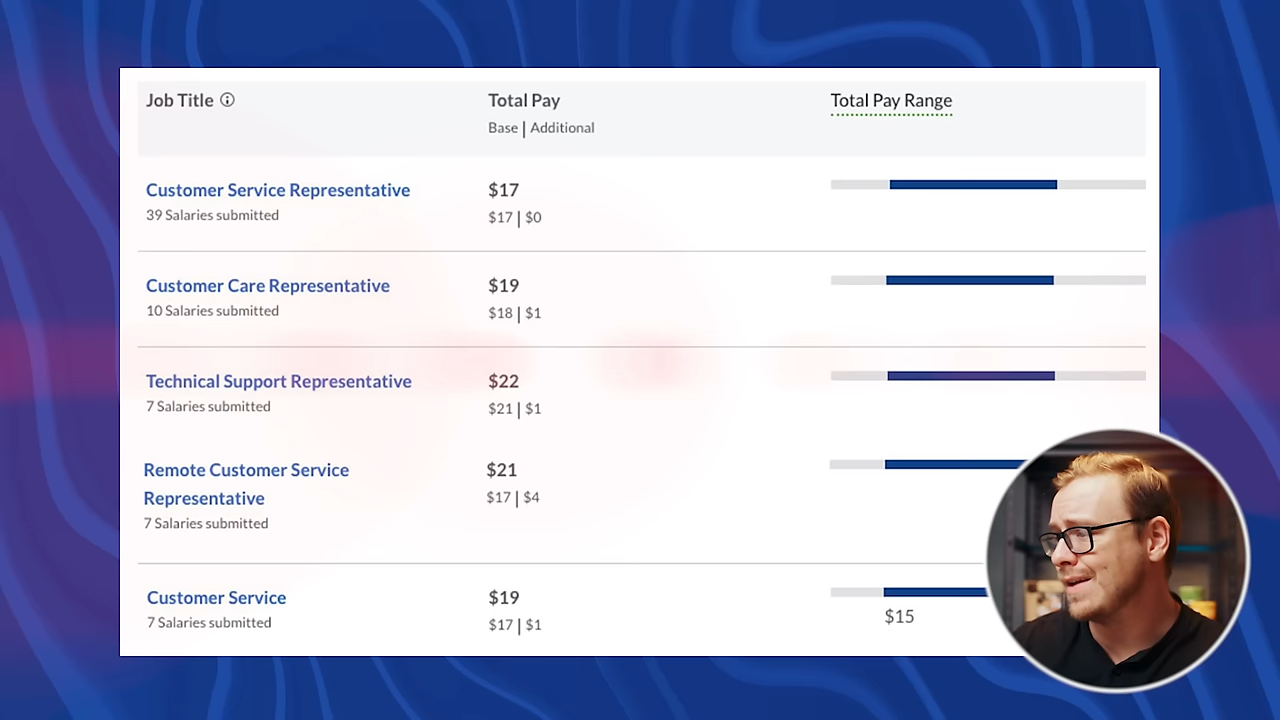 Job Title
Total Pay
Total Pay Range
Base | Additional
Customer Service Representative
$17
39 Salaries submitted
$17 | $0
Customer Care Representative
$19
10 Salaries submitted
$18 | $1
Technical Support Representative
$22
7 Salaries submitted
$21 | $1
Remote Customer Service
$21
Representative
$17 | $4
7 Salaries submitted
Customer Service
$19
7 Salaries submitted
$17 | $1
$15